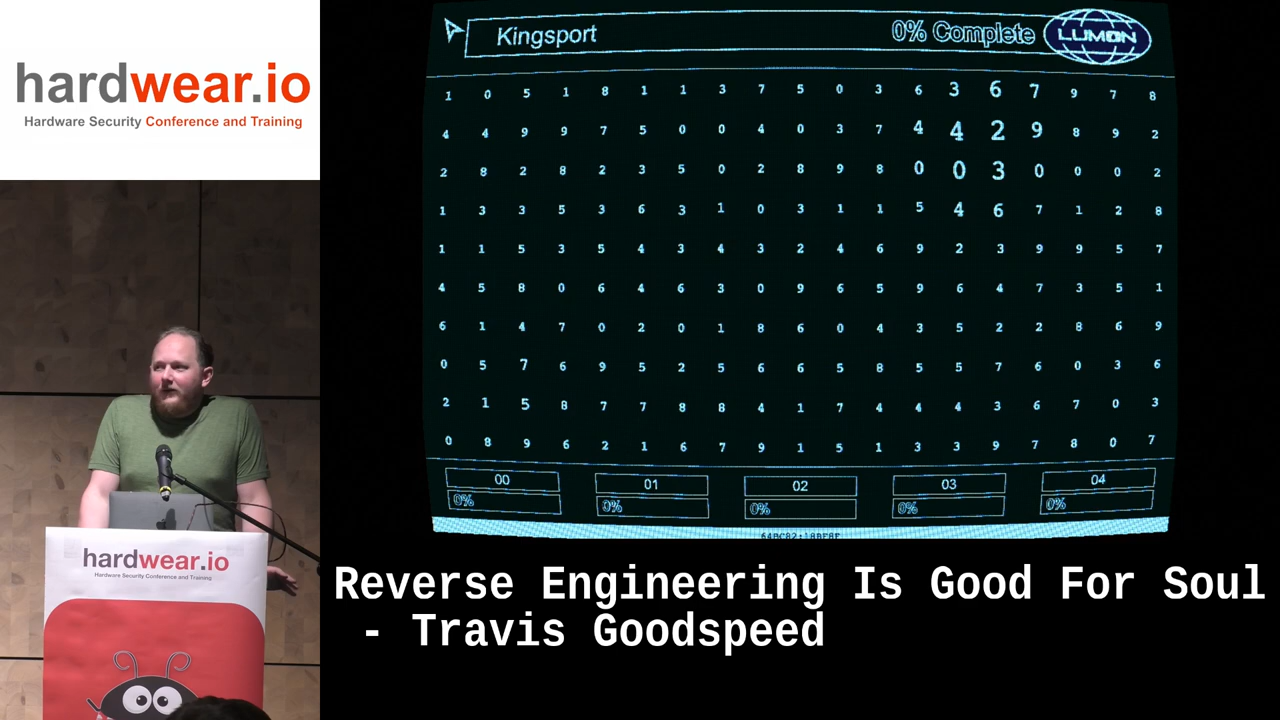 hardwear.io
Hardware Security Conference and Training
Kingsport
0% Complete
LUMON
1 0 5 1 8 1 1 3 7 5 0 3 6 3 6 7 9 7 8
4 4 9 9 7 5 0 0 4 0 3 7 4 4 2 9 8 9 2
2 8 2 8 2 3 5 0 2 8 9 8 0 0 3 0 0 0 2
1 3 3 5 3 6 3 1 0 3 1 1 5 4 6 7 1 2 8
1 1 5 3 5 4 3 4 3 2 4 6 9 2 3 9 9 5 7
4 5 8 0 6 4 6 3 0 9 6 5 9 6 4 7 3 5 1
6 1 4 7 0 2 0 1 8 6 0 4 3 5 2 2 8 6 9
0 5 7 6 9 5 2 5 6 6 5 8 5 5 7 6 0 3 6
2 1 5 8 7 7 8 8 4 1 7 4 4 4 3 6 7 0 3
0 8 9 6 2 1 6 7 9 1 5 1 3 3 9 7 8 0 7
00 01 02 03 04
0% 0% 0% 0% 0%
hardwear.io
Hardware Security Conference and Training
Reverse Engineering Is Good For Soul
- Travis Goodspeed